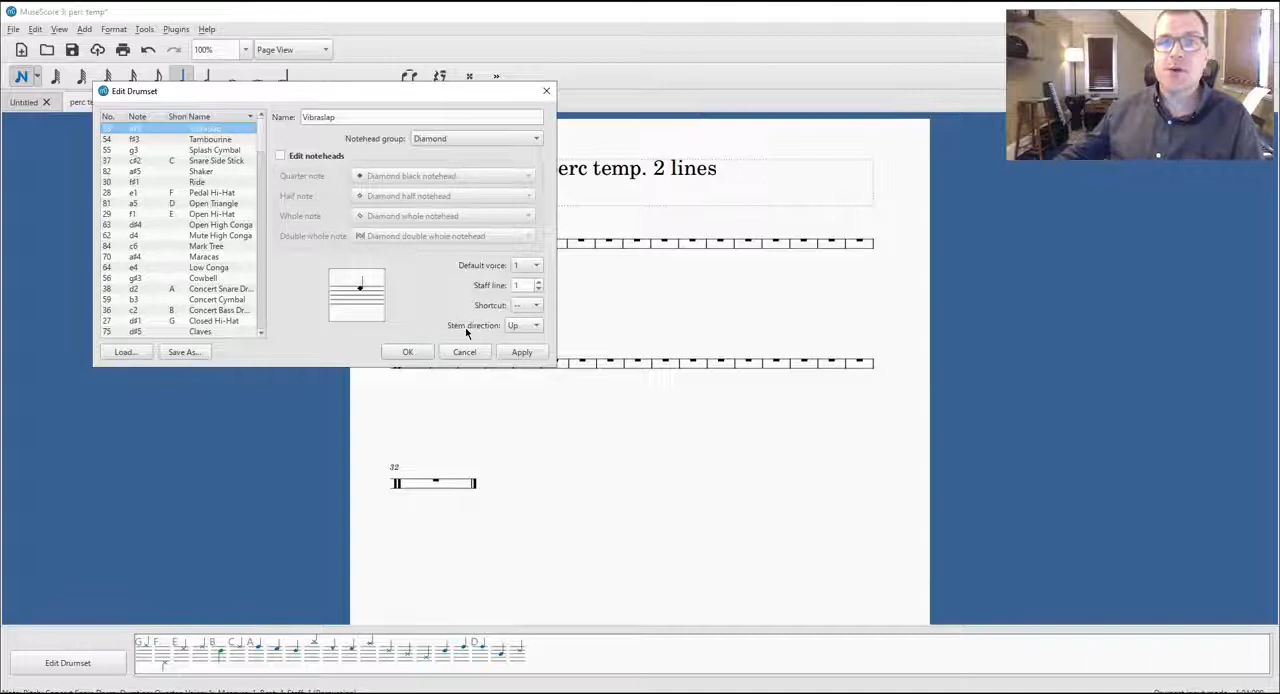 MuseScore 3: perc temp*
File Edit View Add Format Tools Plugins Help
100% Page View
N
Untitled perc te
Edit Drumset
No. Note Shor Name
Vibraslap
54 f#3 Tambourine
55 g3 Splash Cymbal
37 c#2 C Snare Side Stick
82 a#5 Shaker
30 f#1 Ride
28 e1 F Pedal Hi-Hat
81 a5 D Open Triangle
29 f1 E Open Hi-Hat
63 d#4 Open High Conga
62 d4 Mute High Conga
84 c6 Mark Tree
70 a#4 Maracas
64 e4 Low Conga
56 g#3 Cowbell
38 d2 A Concert Snare Dr...
59 b3 Concert Cymbal
36 c2 B Concert Bass Dr...
27 d#1 G Closed Hi-Hat
75 d#5 Claves
Load... Save As...
Name: Vibraslap
Notehead group: Diamond
Edit noteheads
Quarter note Diamond black notehead
Half note Diamond half notehead
Whole note Diamond whole notehead
Double whole note Diamond double whole notehead
Default voice: 1
Staff line: 1
Shortcut: --
Stem direction: Up
OK Cancel Apply
erc temp. 2 lines
32
Edit Drumset
G F E B C A D